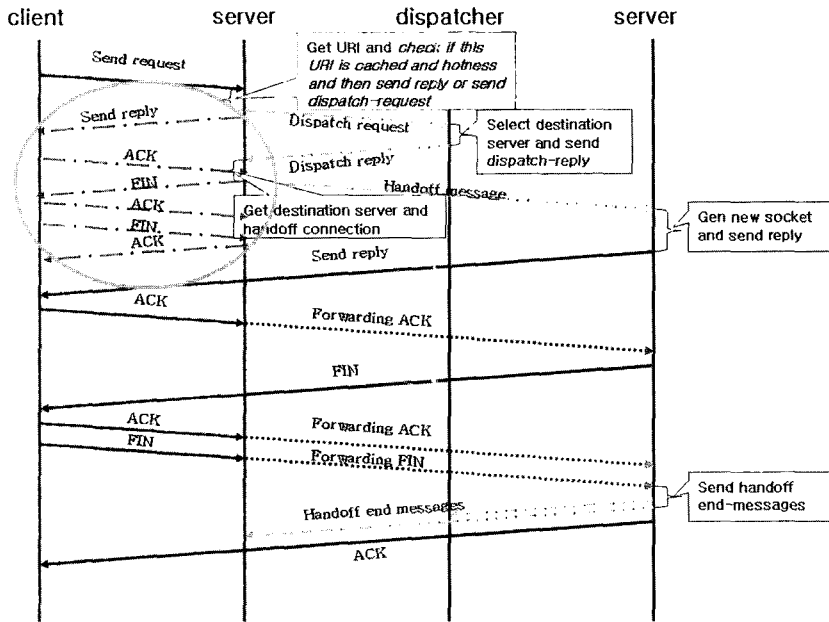 client server dispatcher server
Get URI and check if this
URI is cached and hotness
and then send reply or send
dispatch-request
Send request
Send reply
Dispatch request
Select destination
server and send
dispatch-reply
ACK
Dispatch reply
FIN
Handoff message
ACK
Get destination server and
handoff connection
FIN
ACK
Gen new socket
and send reply
Send reply
ACK
Forwarding ACK
FIN
ACK
Forwarding ACK
FIN
Forwarding FIN
Send handoff
end-messages
Handoff end messages
ACK